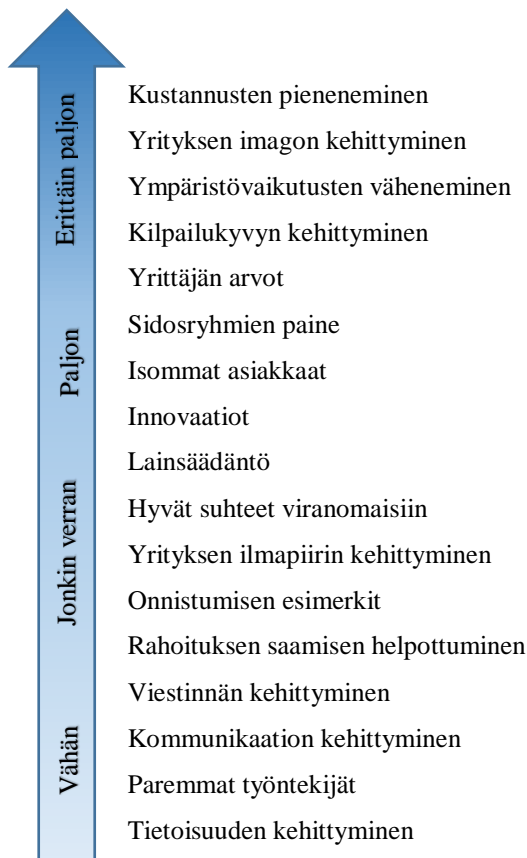 Erittäin paljon
Paljon
Jonkin verran
Vähän
Kustannusten pieneneminen
Yrityksen imagon kehittyminen
Ympäristövaikutusten väheneminen
Kilpailukyvyn kehittyminen
Yrittäjän arvot
Sidosryhmien paine
Isommat asiakkaat
Innovaatiot
Lainsäädäntö
Hyvät suhteet viranomaisiin
Yrityksen ilmapiirin kehittyminen
Onnistumisen esimerkit
Rahoituksen saamisen helpottuminen
Viestinnän kehittyminen
Kommunikaation kehittyminen
Paremmat työntekijät
Tietoisuuden kehittyminen